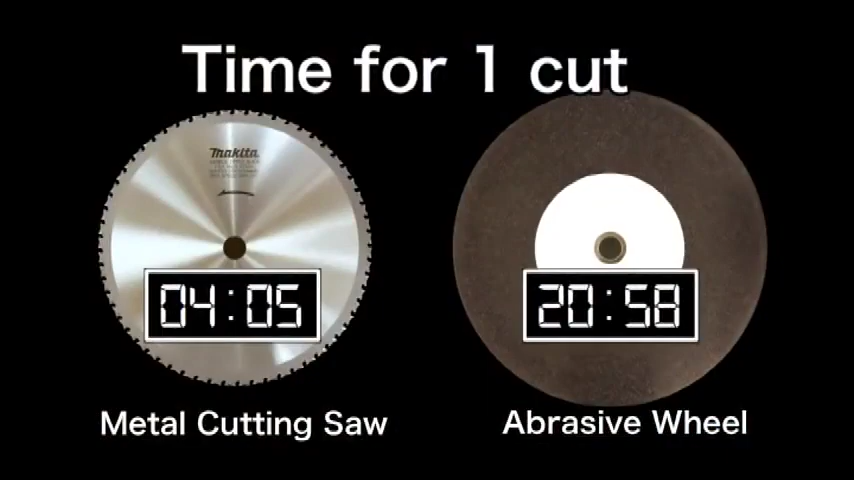 Time for 1 cut
Makita
04:05
20:58
Metal Cutting Saw
Abrasive Wheel